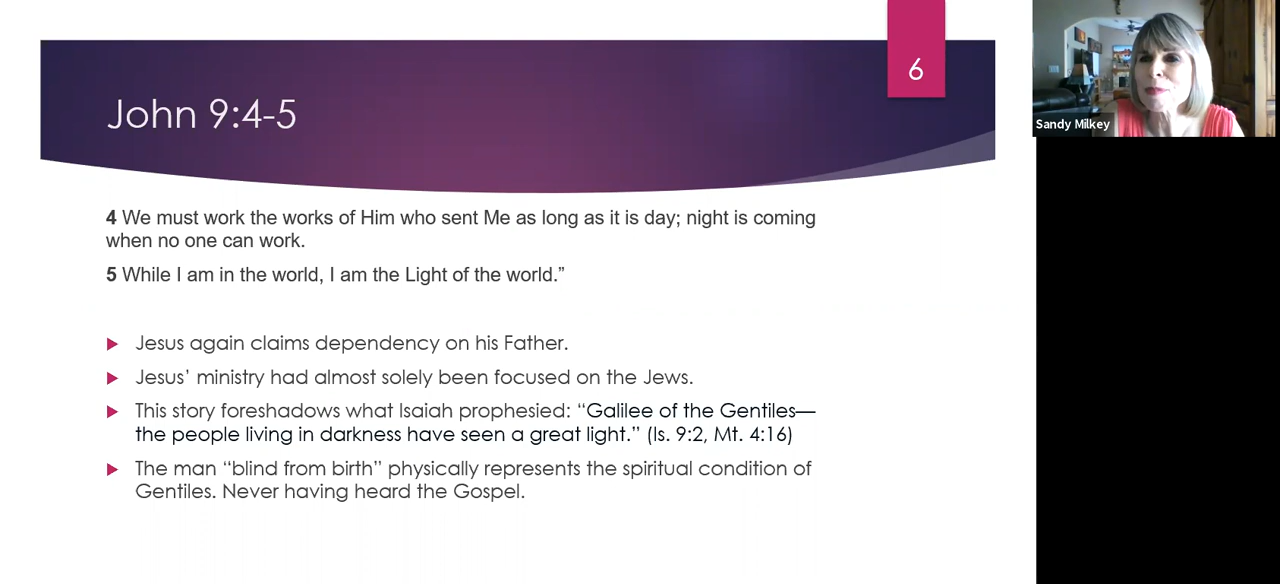 6
John 9:4-5
4 We must work the works of Him who sent Me as long as it is day; night is coming
when no one can work.
5 While I am in the world, I am the Light of the world.”
Jesus again claims dependency on his Father.
Jesus’ ministry had almost solely been focused on the Jews.
This story foreshadows what Isaiah prophesied: “Galilee of the Gentiles—
the people living in darkness have seen a great light.” (Is. 9:2, Mt. 4:16)
The man “blind from birth” physically represents the spiritual condition of
Gentiles. Never having heard the Gospel.
Sandy Milkey